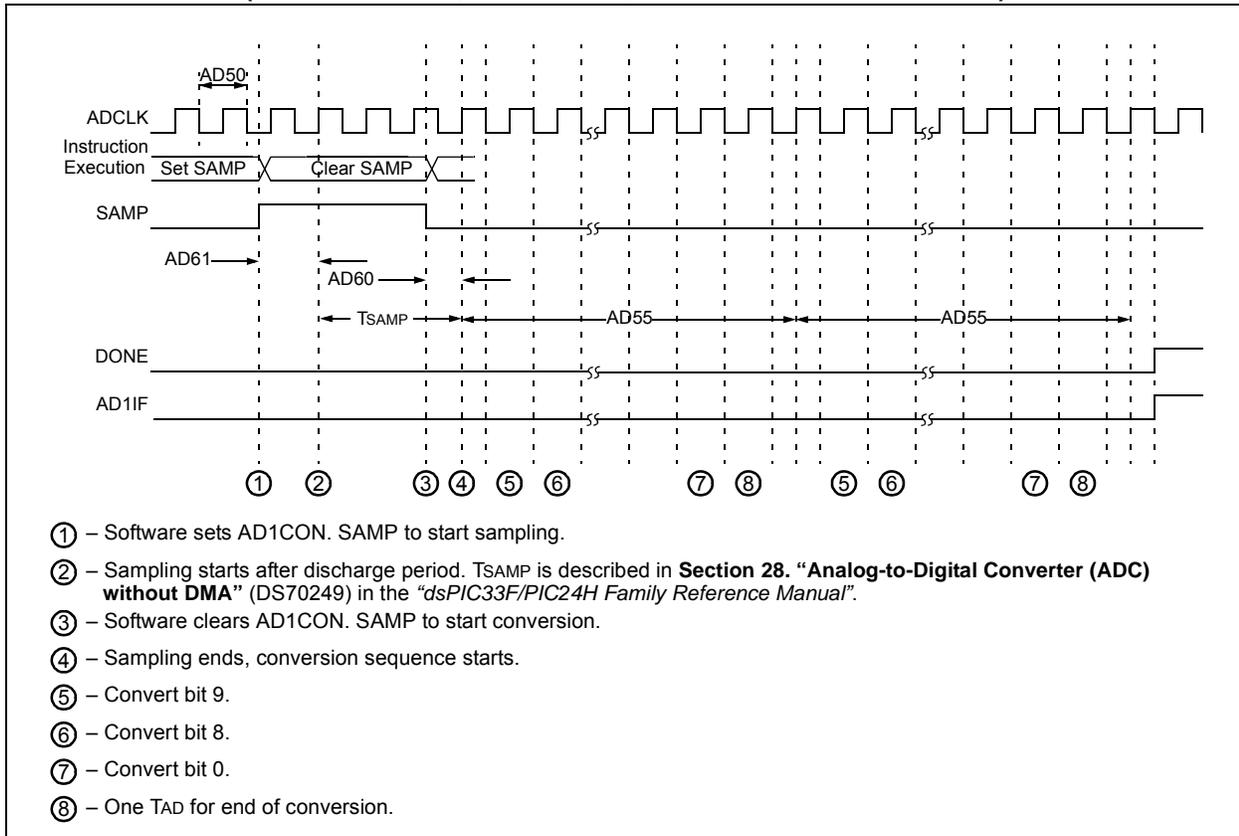 AD50
ADCLK
Instruction
Execution Set SAMP Clear SAMP
SAMP
AD61
AD60
TSAMP AD55 AD55
DONE
AD1IF
1 2 3 4 5 6 7 8 5 6 7 8
1 – Software sets AD1CON. SAMP to start sampling.
2 – Sampling starts after discharge period. TSAMP is described in Section 28. “Analog-to-Digital Converter (ADC)
without DMA” (DS70249) in the “dsPIC33F/PIC24H Family Reference Manual”.
3 – Software clears AD1CON. SAMP to start conversion.
4 – Sampling ends, conversion sequence starts.
5 – Convert bit 9.
6 – Convert bit 8.
7 – Convert bit 0.
8 – One TAD for end of conversion.